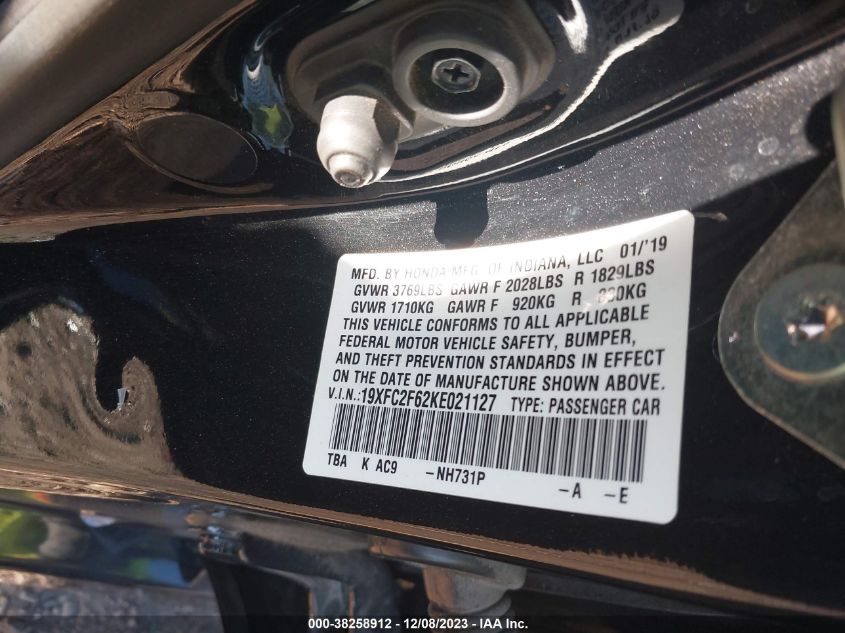 MFD. BY HONDA MFG. OF INDIANA, LLC 01/'19
GVWR 3769LBS GAWR F 2028LBS R 1829LBS
GVWR 1710KG GAWR F 920KG R 830KG
THIS VEHICLE CONFORMS TO ALL APPLICABLE
FEDERAL MOTOR VEHICLE SAFETY, BUMPER,
AND THEFT PREVENTION STANDARDS IN EFFECT
ON THE DATE OF MANUFACTURE SHOWN ABOVE.
V.I.N.: 19XFC2F62KE021127 TYPE: PASSENGER CAR
TBA K AC9 -NH731P -A -E
000-38258912 - 12/08/2023 - IAA Inc.